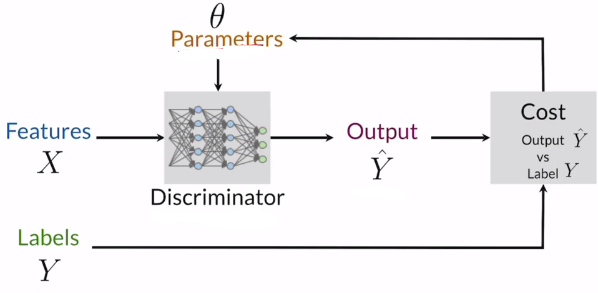 θ
Parameters
Features
X
Discriminator
Output
Ŷ
Cost
Output Ŷ
vs
Label Y
Labels
Y